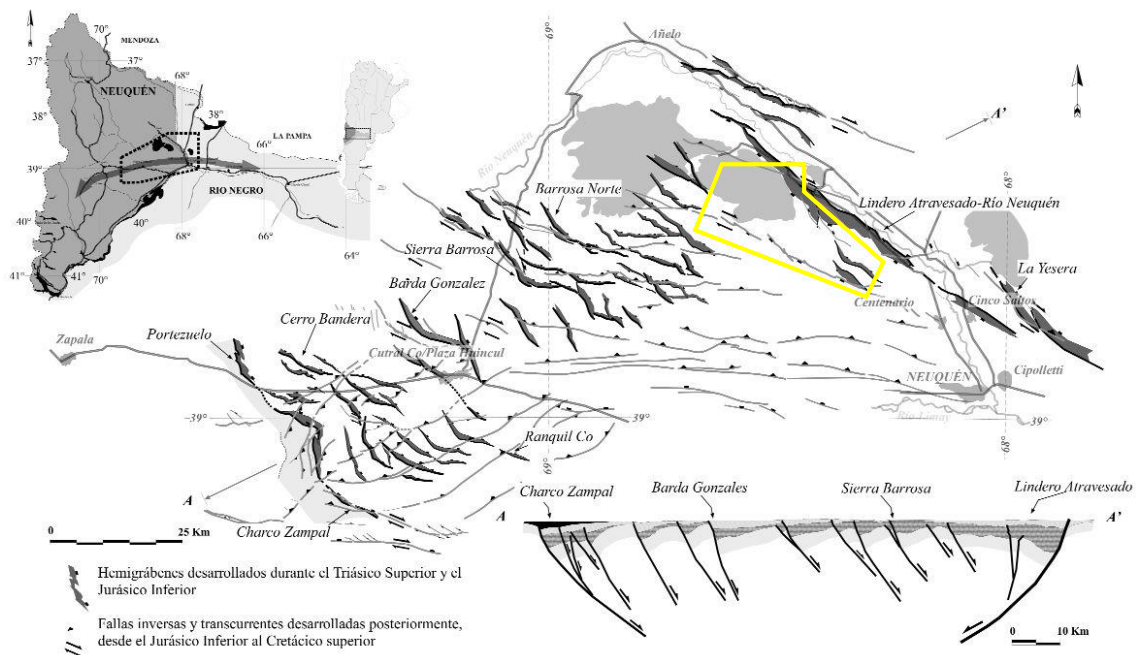 70°
MENDOZA
37°
37°
68°
NEUQUÉN
38°
38°
LA PAMPA
66°
39°
RIO NEGRO
40°
40°
68°
66°
64°
41°
41°
70°
69°
Añelo
A'
Río Neuquén
Barrosa Norte
68°
Lindero Atravesado-Río Neuquén
Sierra Barrosa
La Yesera
Barda Gonzalez
Centenario
Cinco Saltos
Cerro Bandera
Portezuelo
Zapala
Cutral Co/Plaza Huincul
NEUQUÉN
Cipolletti
39°
39°
Río Limay
Ranquil Co
69°
68°
A
Charco Zampal
0 25 Km
Charco Zampal
Barda Gonzales
Sierra Barrosa
Lindero Atravesado
A
A'
Hemigrábenes desarrollados durante el Triásico Superior y el
Jurásico Inferior
Fallas inversas y transcurrentes desarrolladas posteriormente,
desde el Jurásico Inferior al Cretácico superior
0 10 Km